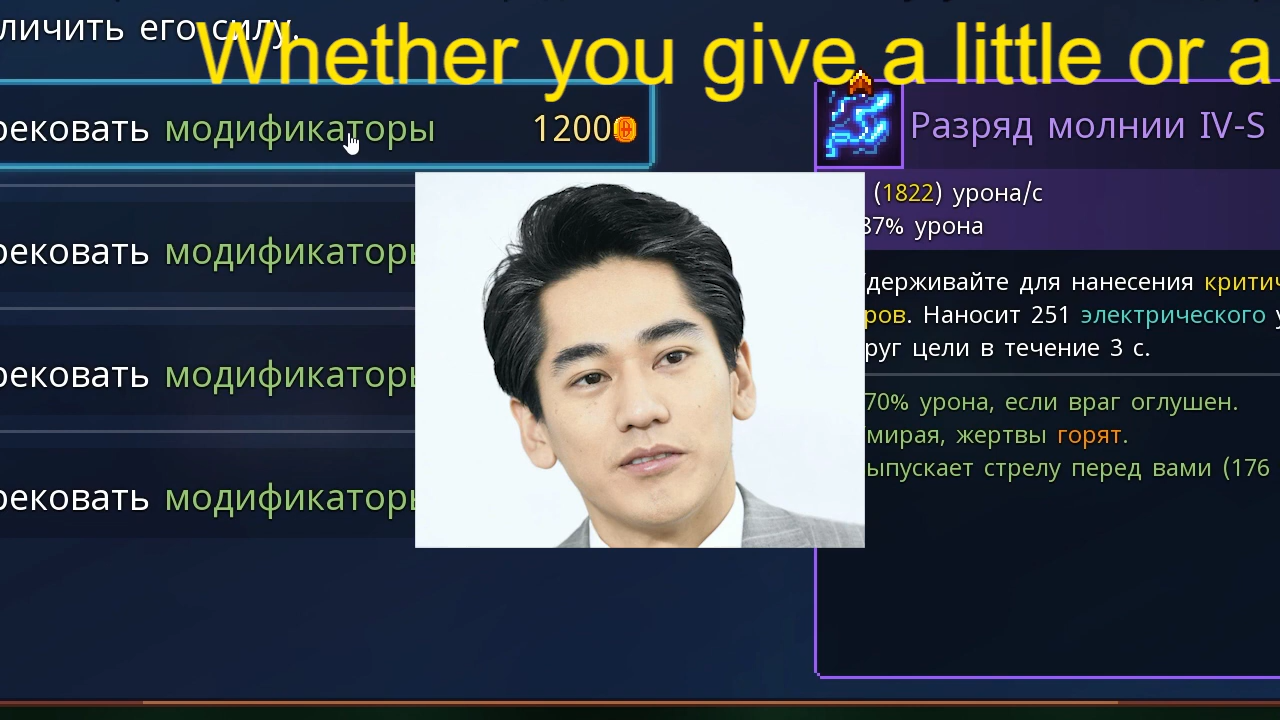 личить его силу.
Whether you give a little or a
рековать модификаторы 1200
рековать модификаторы
рековать модификаторы
рековать модификаторы
Разряд молнии IV-S
(1822) урона/с
87% урона
держивайте для нанесения крити
ров. Наносит 251 электрического у
руг цели в течение 3 с.
70% урона, если враг оглушен.
мирая, жертвы горят.
ыпускает стрелу перед вами (176